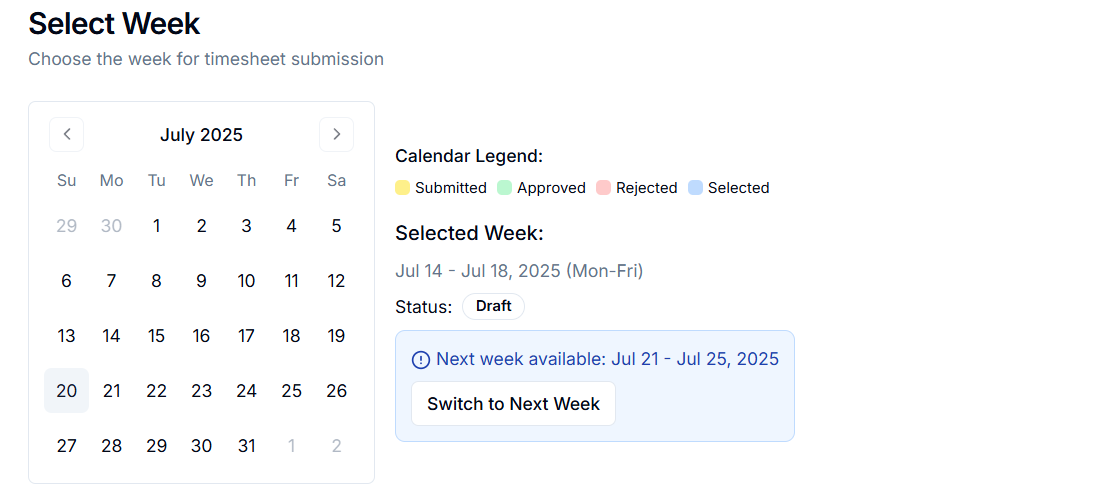 Select Week
Choose the week for timesheet submission
July 2025
Su Mo Tu We Th Fr Sa
29 30 1 2 3 4 5
6 7 8 9 10 11 12
13 14 15 16 17 18 19
20 21 22 23 24 25 26
27 28 29 30 31 1 2
Calendar Legend:
Submitted Approved Rejected Selected
Selected Week:
Jul 14 - Jul 18, 2025 (Mon-Fri)
Status: Draft
Next week available: Jul 21 - Jul 25, 2025
Switch to Next Week